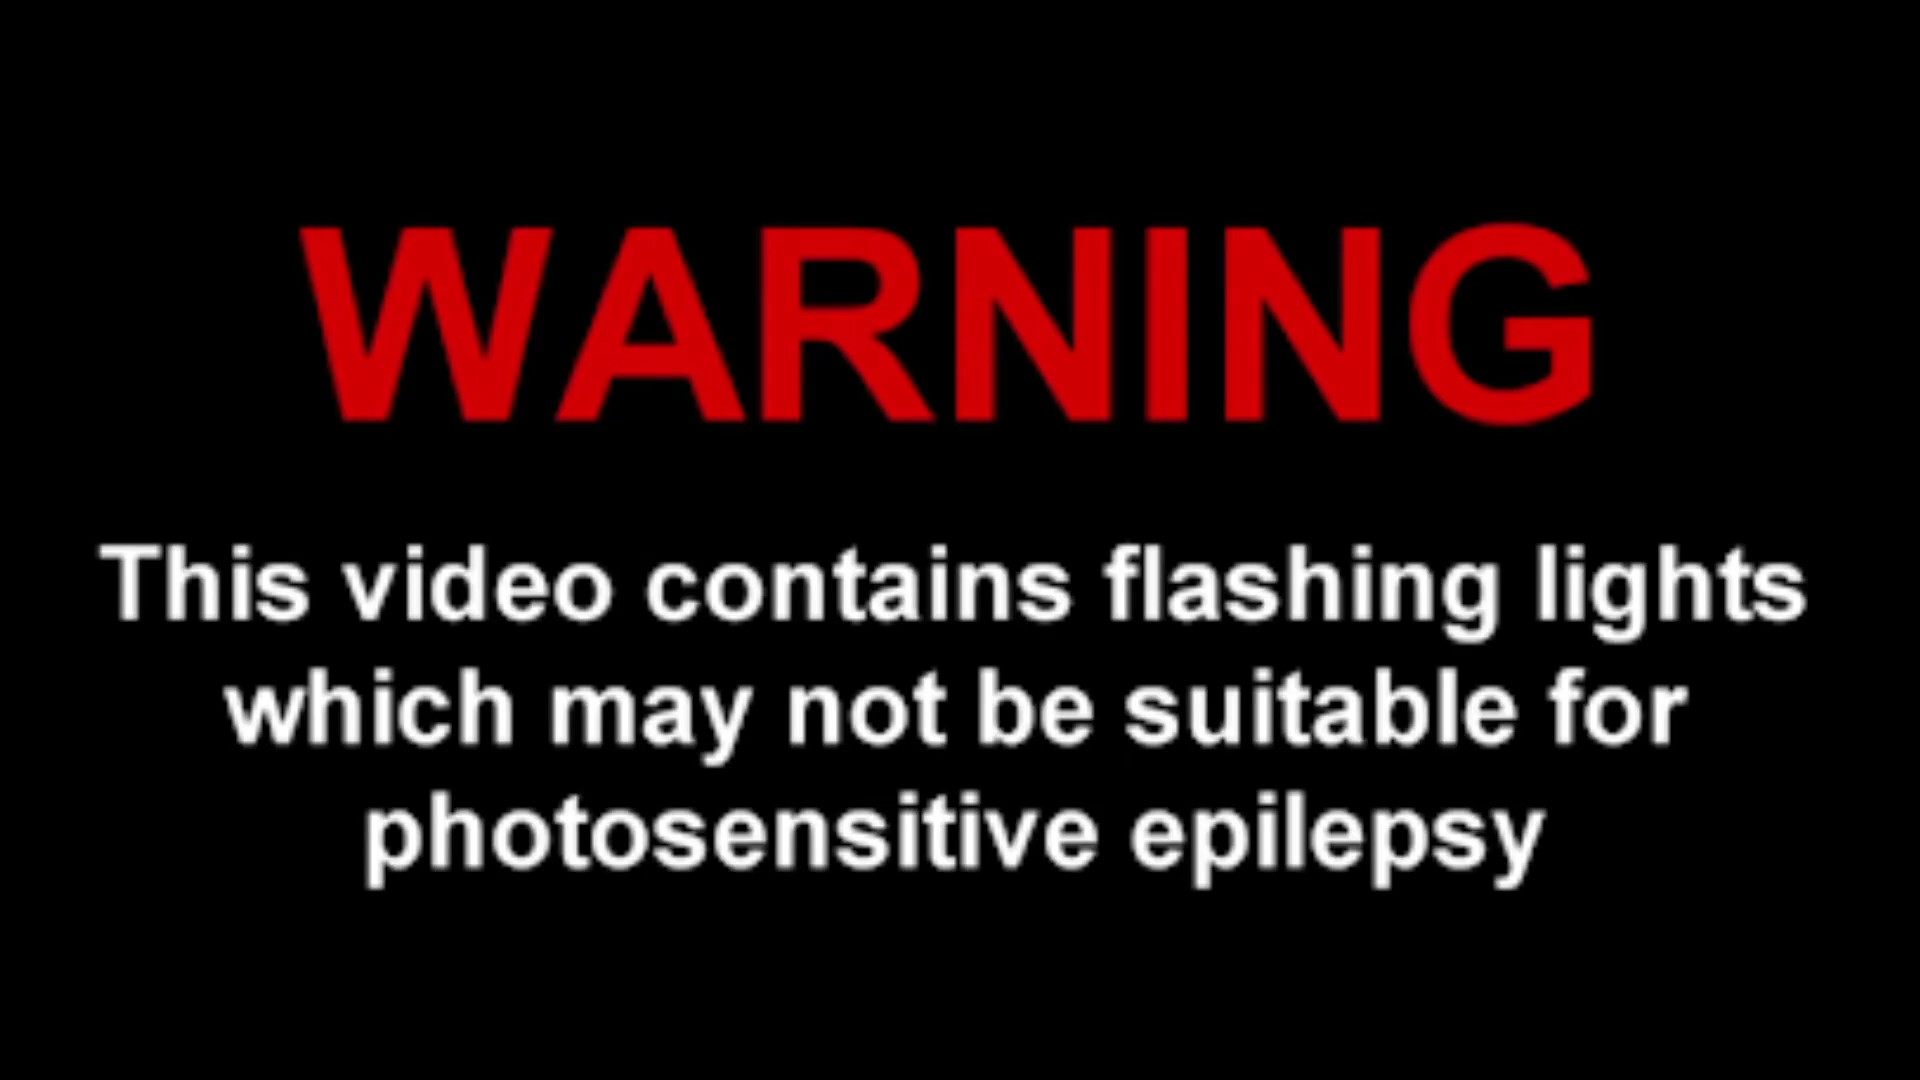 WARNING
This video contains flashing lights
which may not be suitable for
photosensitive epilepsy